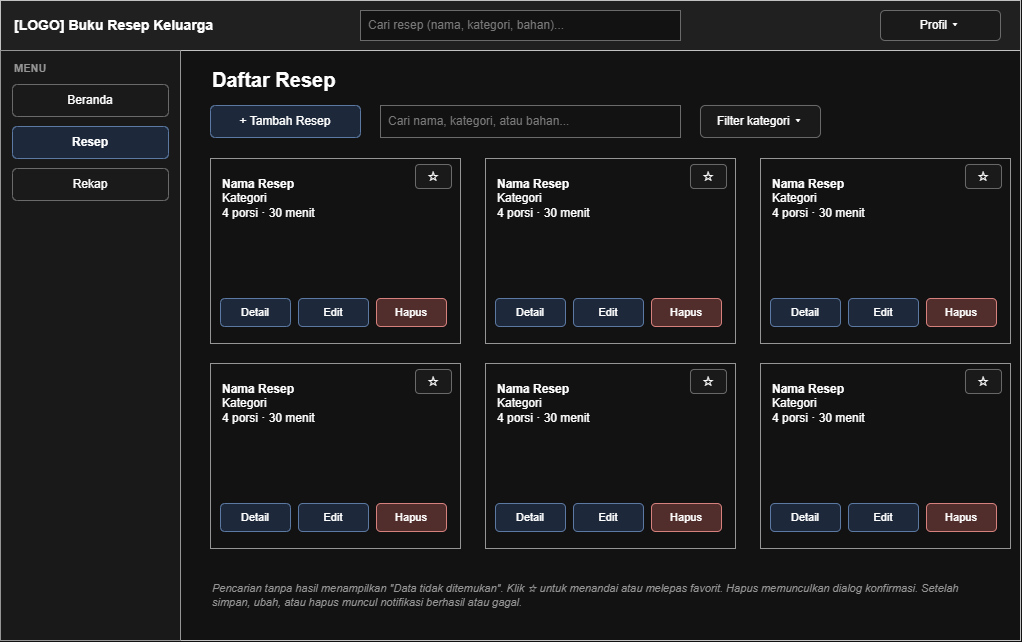 [LOGO] Buku Resep Keluarga
Cari resep (nama, kategori, bahan)...
Profil ▾
MENU
Beranda
Resep
Rekap
Daftar Resep
+ Tambah Resep
Cari nama, kategori, atau bahan...
Filter kategori ▾
☆
Nama Resep
Kategori
4 porsi · 30 menit
Detail
Edit
Hapus
☆
Nama Resep
Kategori
4 porsi · 30 menit
Detail
Edit
Hapus
☆
Nama Resep
Kategori
4 porsi · 30 menit
Detail
Edit
Hapus
☆
Nama Resep
Kategori
4 porsi · 30 menit
Detail
Edit
Hapus
☆
Nama Resep
Kategori
4 porsi · 30 menit
Detail
Edit
Hapus
☆
Nama Resep
Kategori
4 porsi · 30 menit
Detail
Edit
Hapus
Pencarian tanpa hasil menampilkan "Data tidak ditemukan". Klik ☆ untuk menandai atau melepas favorit. Hapus memunculkan dialog konfirmasi. Setelah
simpan, ubah, atau hapus muncul notifikasi berhasil atau gagal.